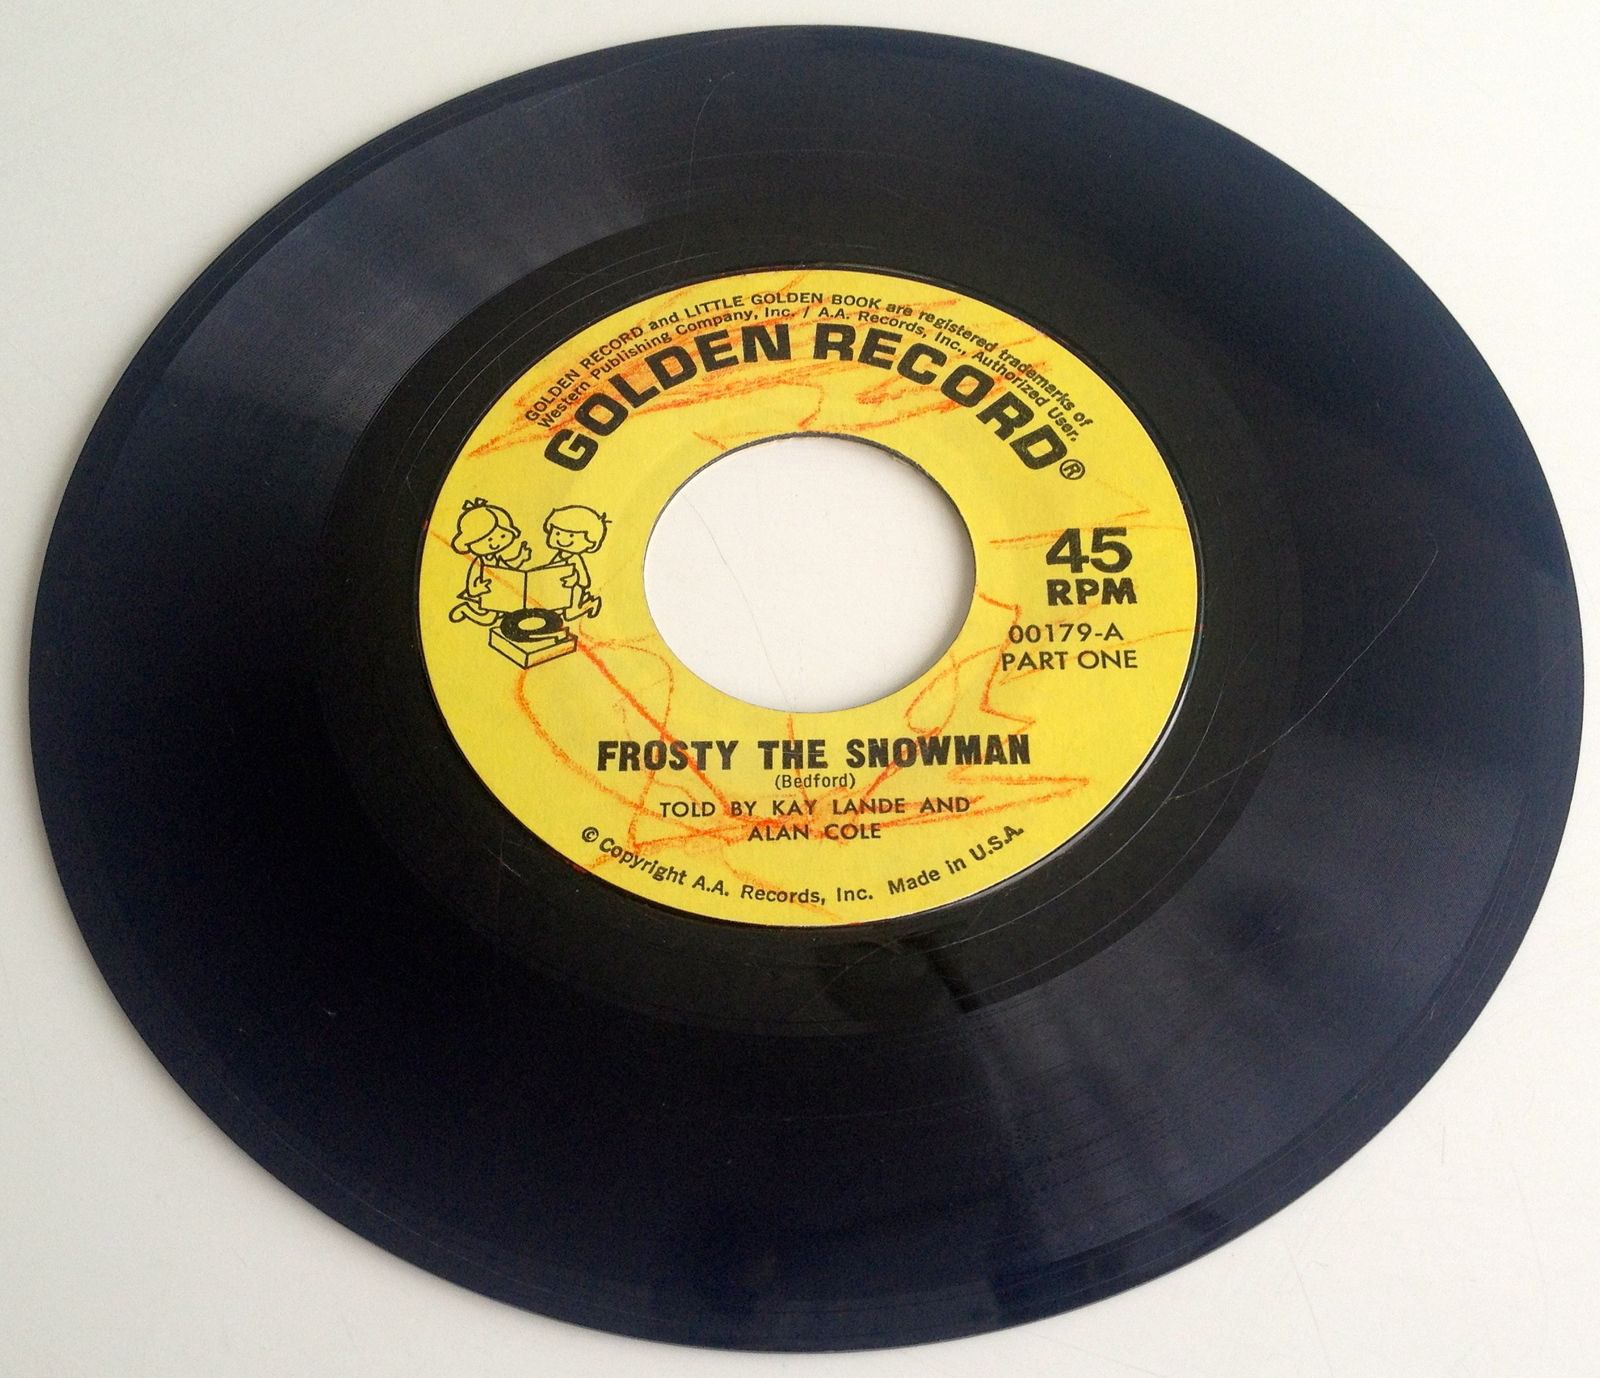 GOLDEN RECORD and LITTLE GOLDEN BOOK are registered trademarks of
Western Publishing Company, Inc. / A.A. Records, Inc., Authorized User.
GOLDEN RECORD®
45
RPM
00179-A
PART ONE
FROSTY THE SNOWMAN
(Bedford)
TOLD BY KAY LANDE AND
ALAN COLE
© Copyright A.A. Records, Inc. Made in U.S.A.